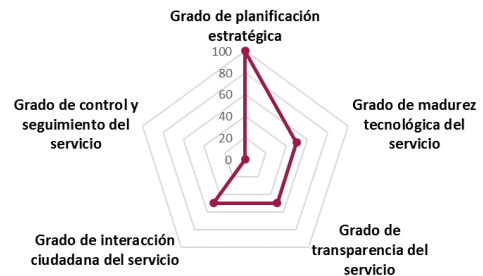 Grado de planificación
estratégica
100
80
60
40
20
0
Grado de control y
seguimiento del
servicio
Grado de madurez
tecnológica del
servicio
Grado de interacción
ciudadana del servicio
Grado de
transparencia del
servicio